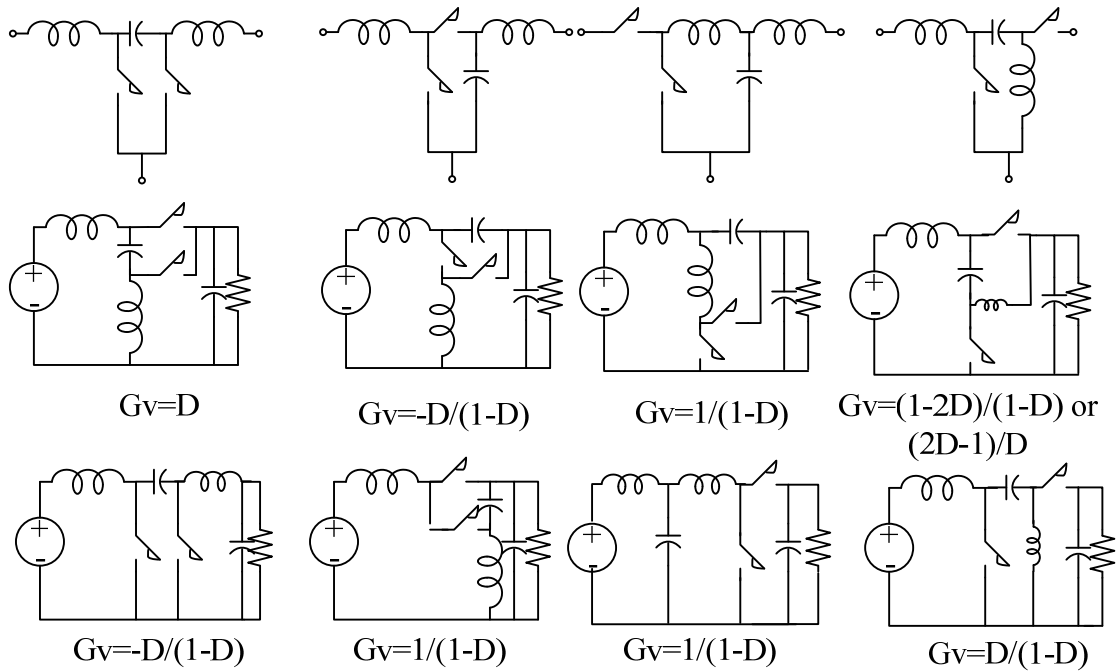 +
-
+
-
+
-
+
-
Gv=D
Gv=-D/(1-D)
Gv=1/(1-D)
Gv=(1-2D)/(1-D) or
(2D-1)/D
+
-
+
-
+
-
+
-
Gv=-D/(1-D)
Gv=1/(1-D)
Gv=1/(1-D)
Gv=D/(1-D)